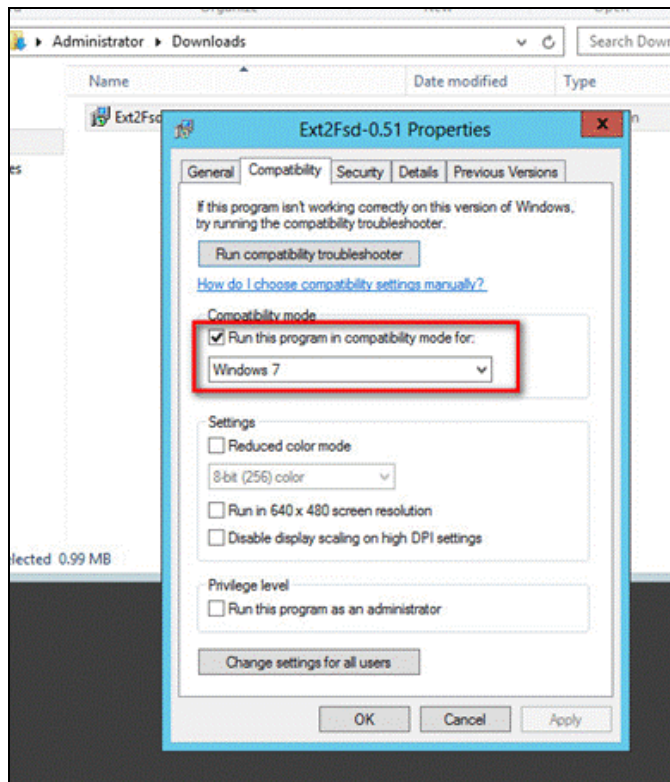 Administrator ▸ Downloads
Search Dow
Name
Date modified
Type
Ext2Fsd
Ext2Fsd-0.51 Properties
General Compatibility Security Details Previous Versions
If this program isn't working correctly on this version of Windows,
try running the compatibility troubleshooter.
Run compatibility troubleshooter
How do I choose compatibility settings manually?
Compatibility mode
Run this program in compatibility mode for:
Windows 7
Settings
Reduced color mode
8-bit (256) color
Run in 640 x 480 screen resolution
Disable display scaling on high DPI settings
elected 0.99 MB
Privilege level
Run this program as an administrator
Change settings for all users
OK Cancel Apply